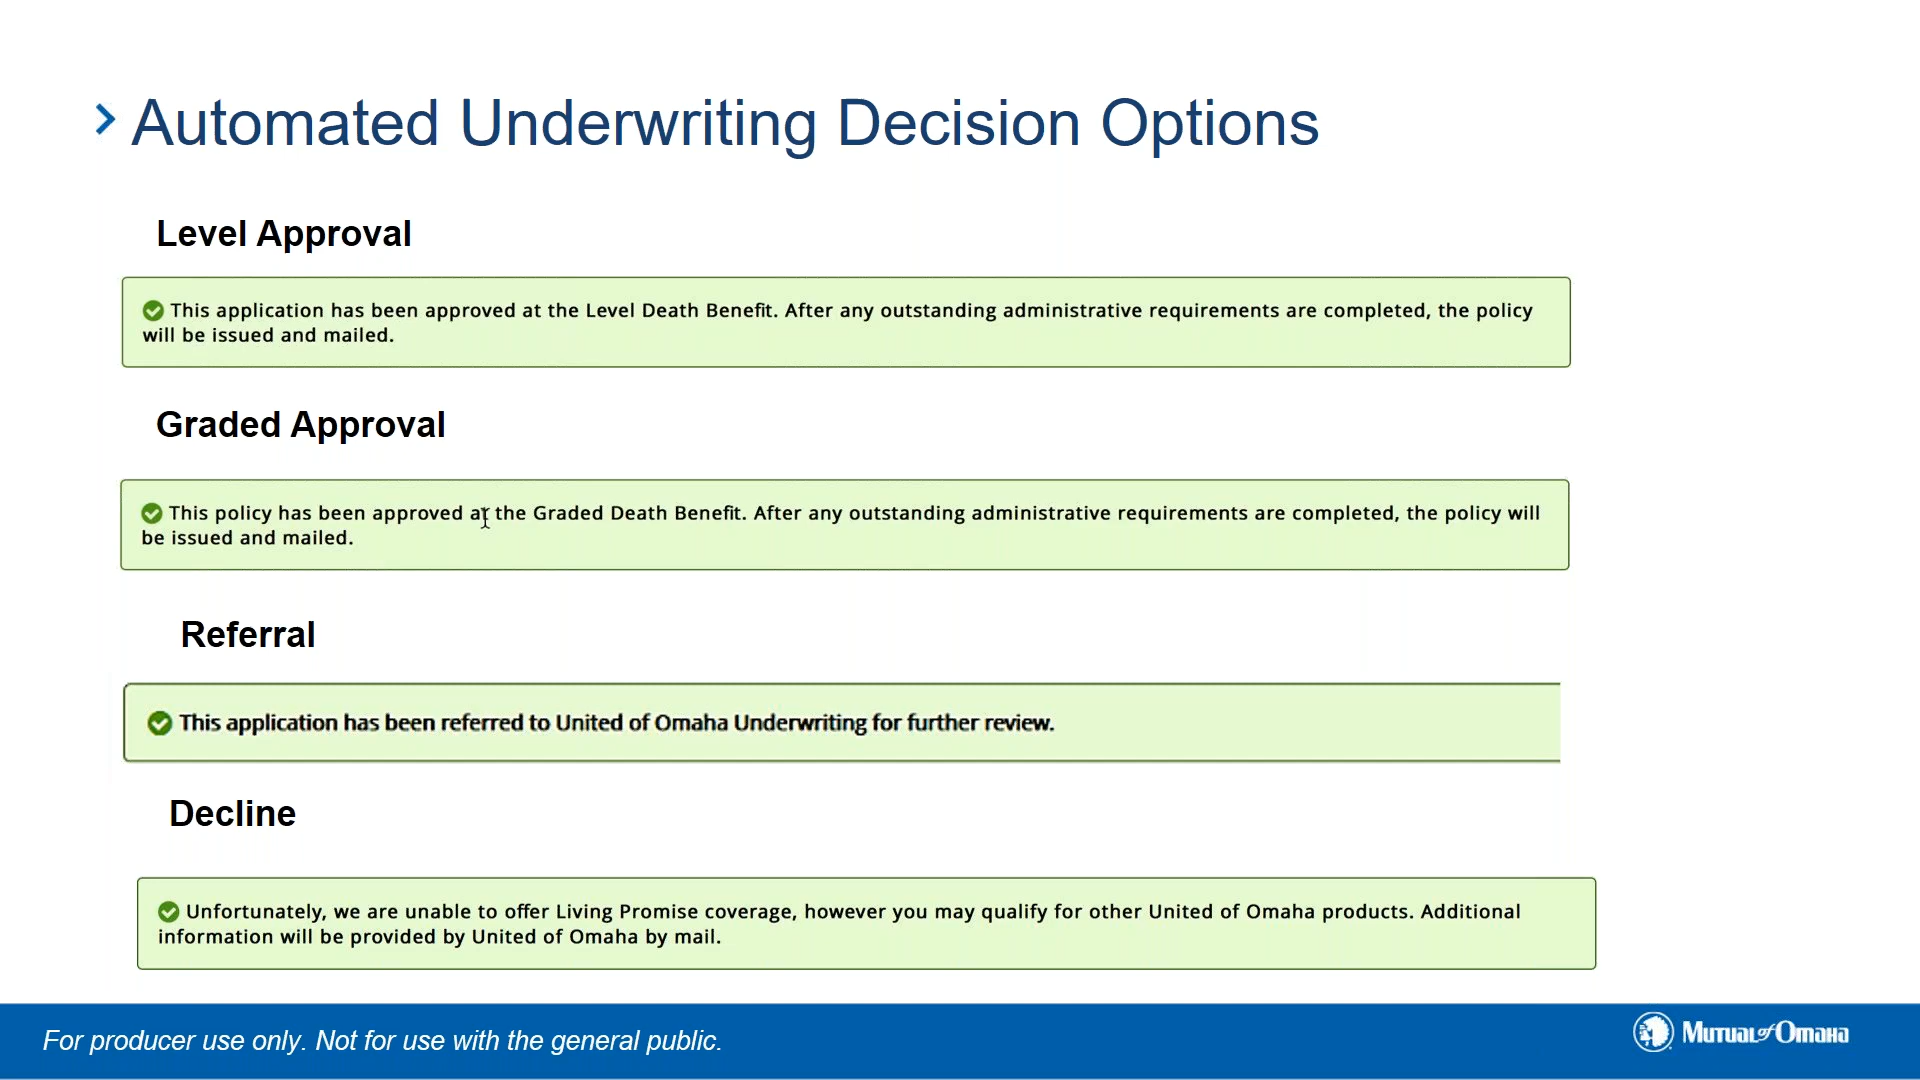 Automated Underwriting Decision Options
Level Approval
This application has been approved at the Level Death Benefit. After any outstanding administrative requirements are completed, the policy
will be issued and mailed.
Graded Approval
This policy has been approved at the Graded Death Benefit. After any outstanding administrative requirements are completed, the policy will
be issued and mailed.
Referral
This application has been referred to United of Omaha Underwriting for further review.
Decline
Unfortunately, we are unable to offer Living Promise coverage, however you may qualify for other United of Omaha products. Additional
information will be provided by United of Omaha by mail.
For producer use only. Not for use with the general public.
Mutual of Omaha